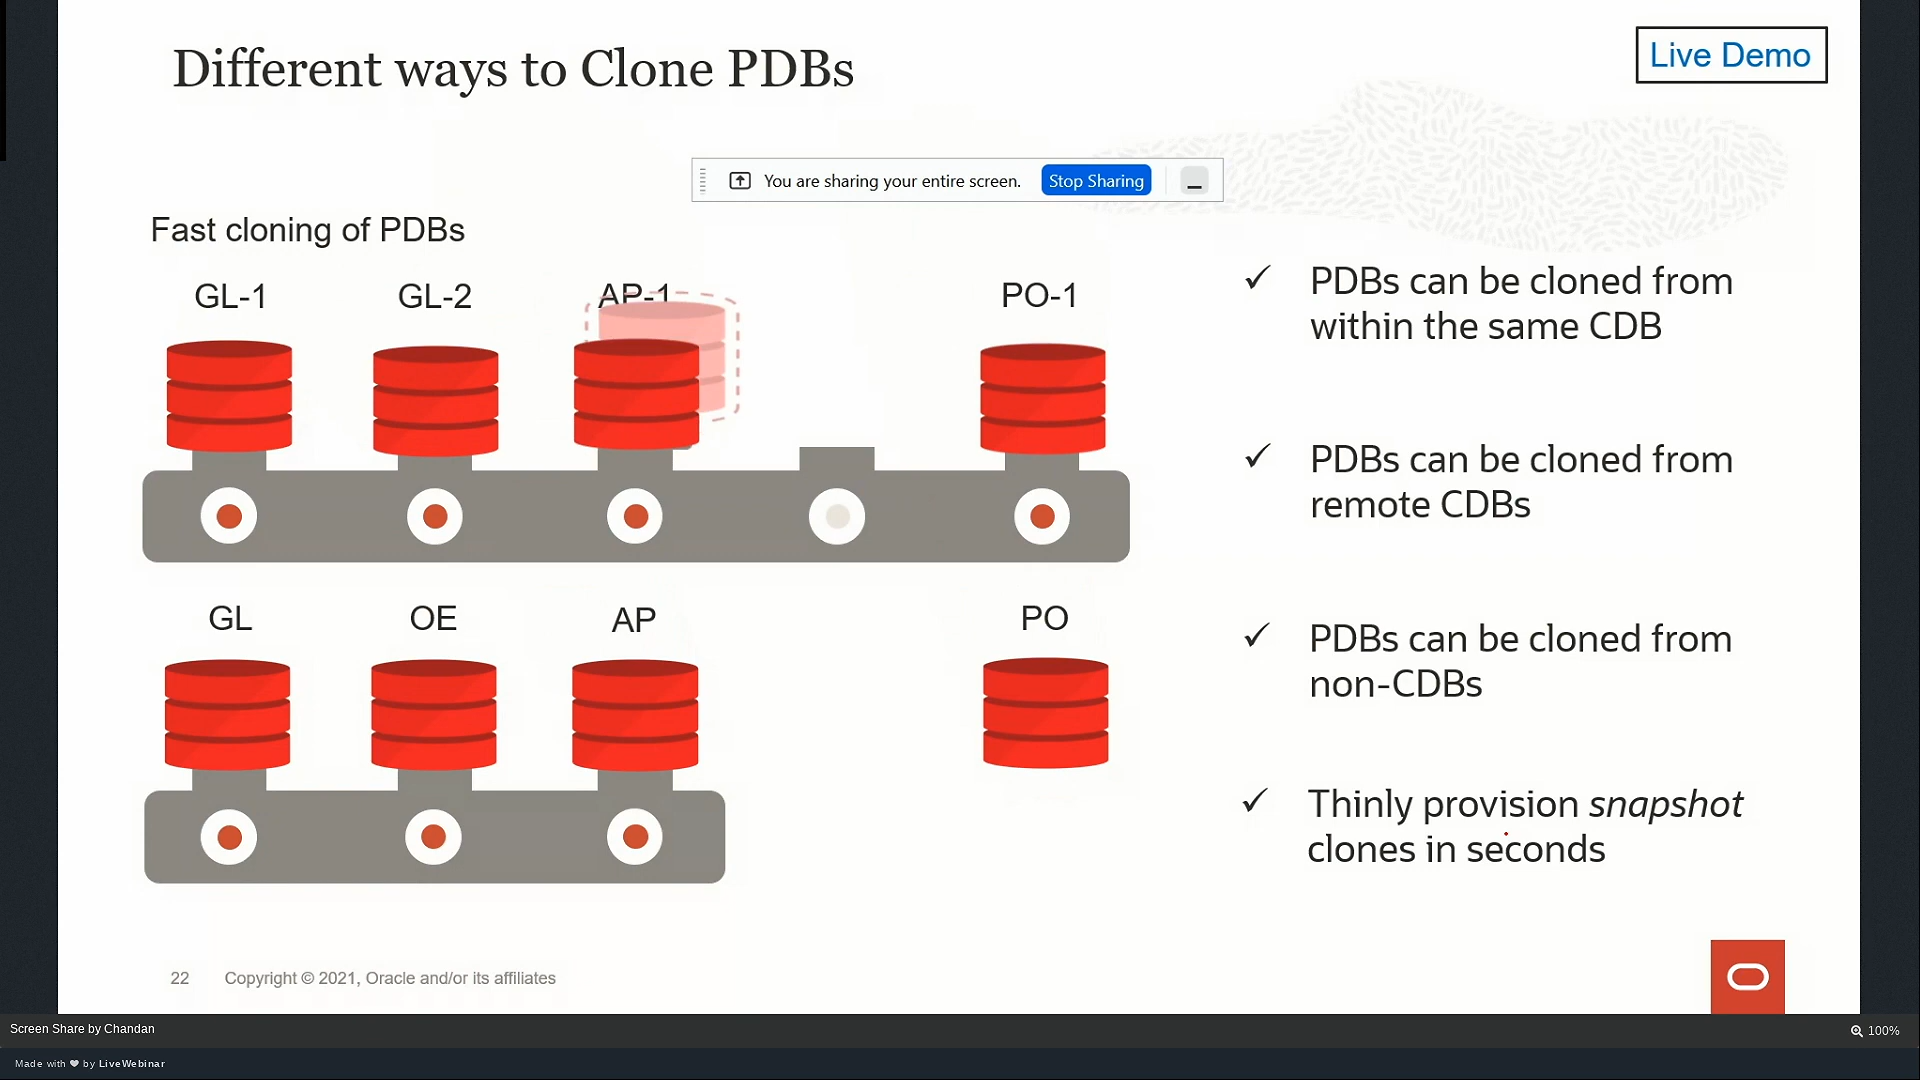 Different ways to Clone PDBs
Live Demo
You are sharing your entire screen.
Stop Sharing
Fast cloning of PDBs
GL-1
GL-2
AP-1
PO-1
GL
OE
AP
PO
PDBs can be cloned from
within the same CDB
PDBs can be cloned from
remote CDBs
PDBs can be cloned from
non-CDBs
Thinly provision snapshot
clones in seconds
22
Copyright © 2021, Oracle and/or its affiliates
Screen Share by Chandan
100%
Made with ❤ by LiveWebinar